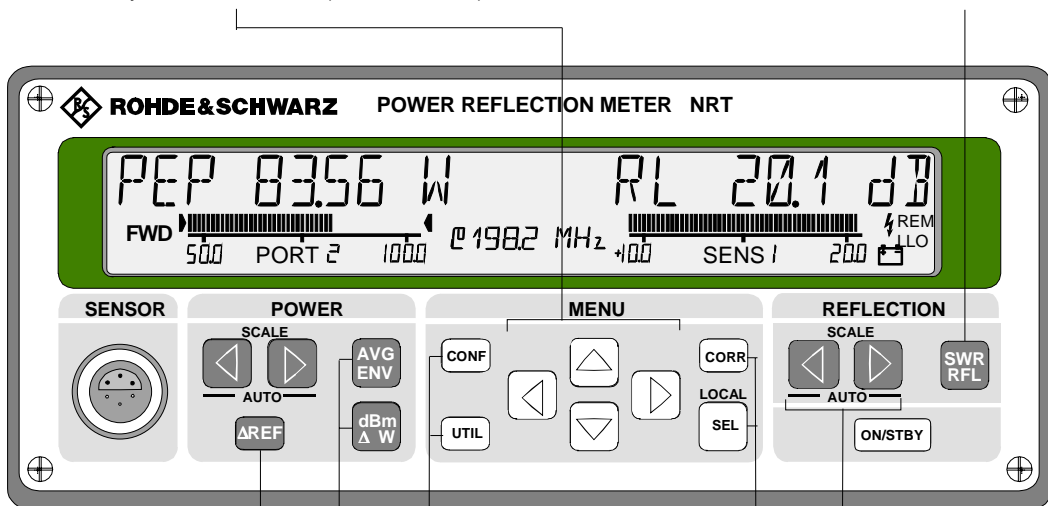 ROHDE&SCHWARZ POWER REFLECTION METER NRT
PEP 83.56 W RL 20.1 dB
FWD @198.2 MHz REM
LLO
50.0 PORT 2 100.0 +10.0 SENS 1 20.0
SENSOR POWER MENU REFLECTION
SCALE SCALE
AVG
ENV
CONF
CORR
SWR
RFL
AUTO LOCAL AUTO
ΔREF
dBm
Δ W
UTIL
SEL
ON/STBY